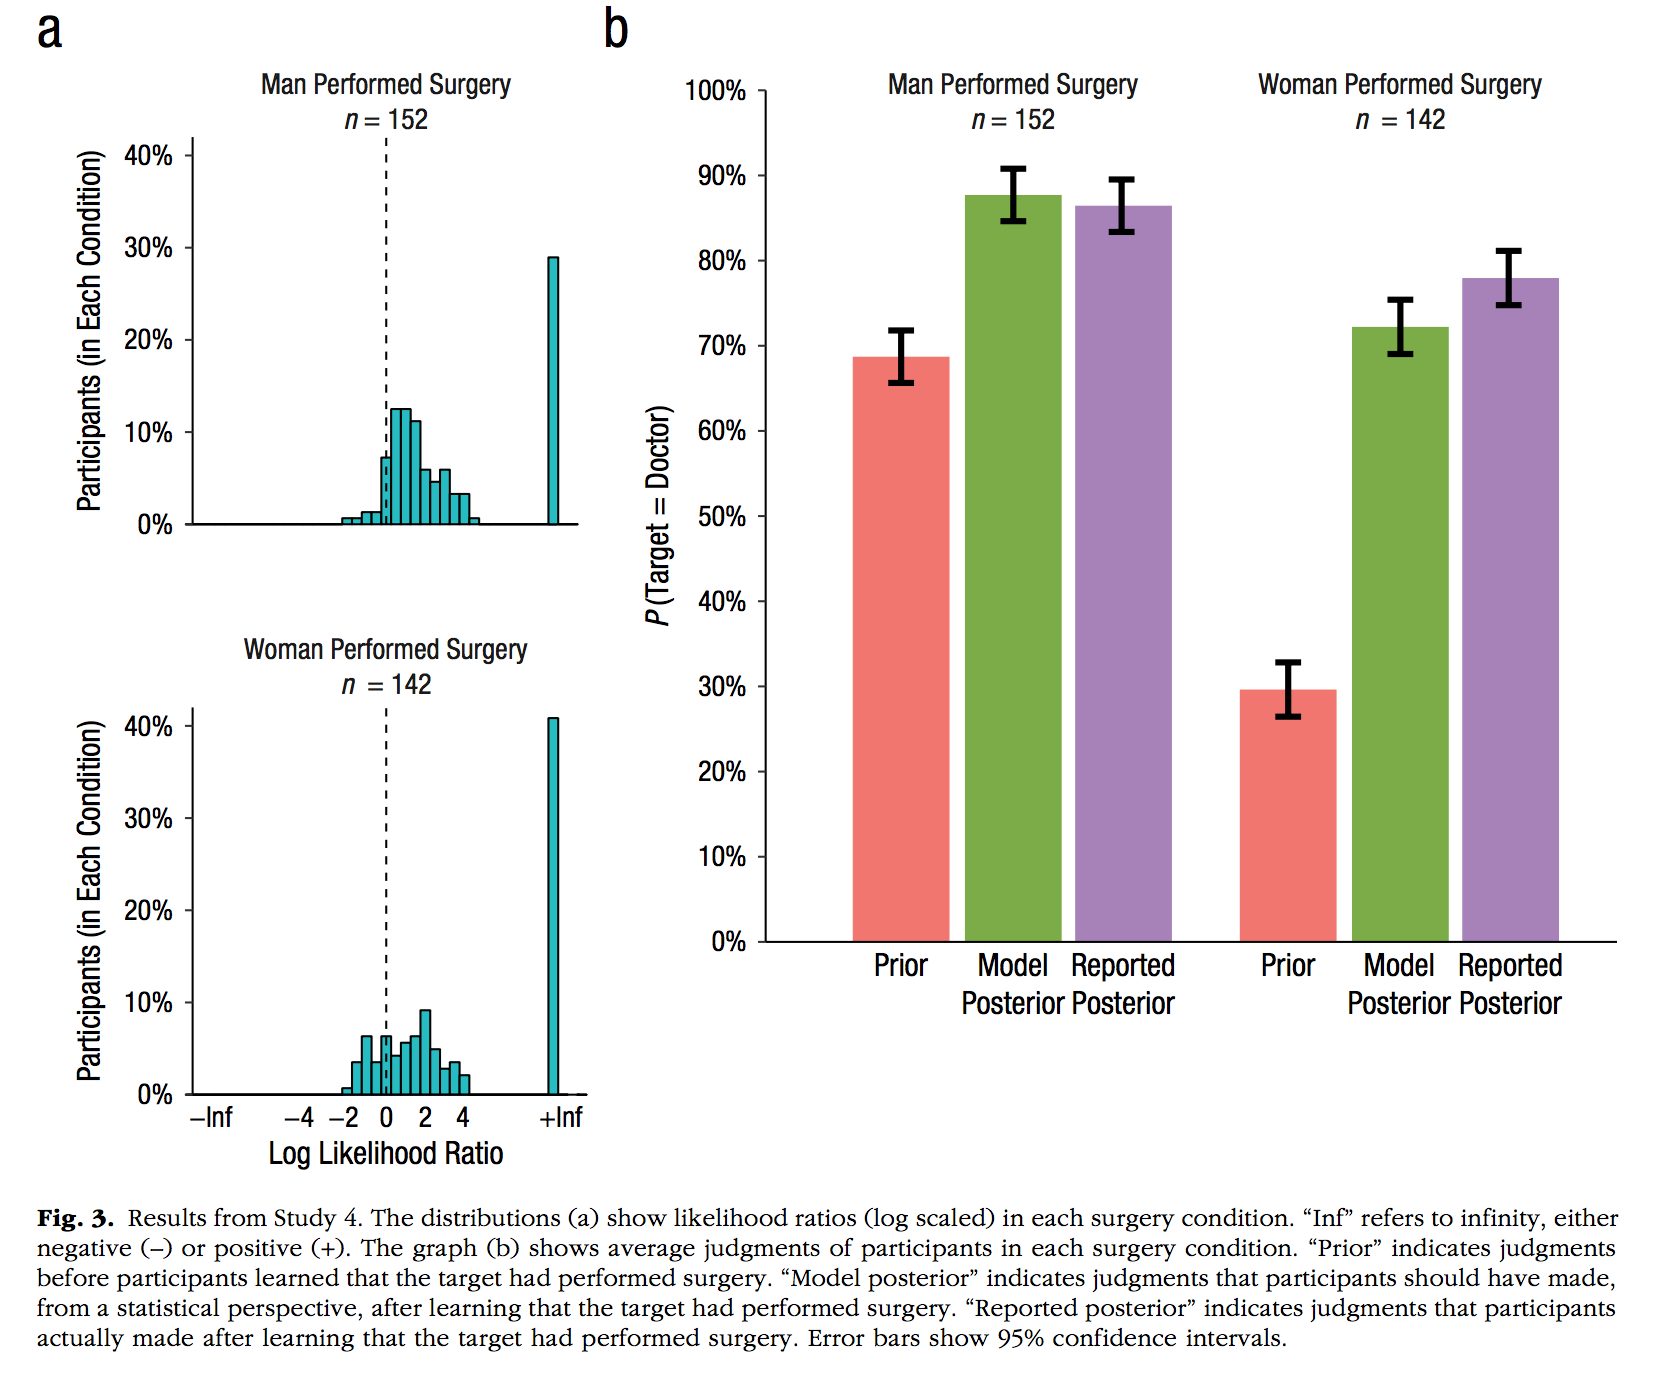 a
Man Performed Surgery
n = 152
Participants (in Each Condition)
40%
30%
20%
10%
0%
Woman Performed Surgery
n = 142
Participants (in Each Condition)
40%
30%
20%
10%
0%
–Inf –4 –2 0 2 4 +Inf
Log Likelihood Ratio
b
Man Performed Surgery
n = 152
Woman Performed Surgery
n = 142
P (Target = Doctor)
100%
90%
80%
70%
60%
50%
40%
30%
20%
10%
0%
Prior Model Reported Prior Model Reported
Posterior Posterior Posterior Posterior
Fig. 3. Results from Study 4. The distributions (a) show likelihood ratios (log scaled) in each surgery condition. “Inf” refers to infinity, either
negative (–) or positive (+). The graph (b) shows average judgments of participants in each surgery condition. “Prior” indicates judgments
before participants learned that the target had performed surgery. “Model posterior” indicates judgments that participants should have made,
from a statistical perspective, after learning that the target had performed surgery. “Reported posterior” indicates judgments that participants
actually made after learning that the target had performed surgery. Error bars show 95% confidence intervals.